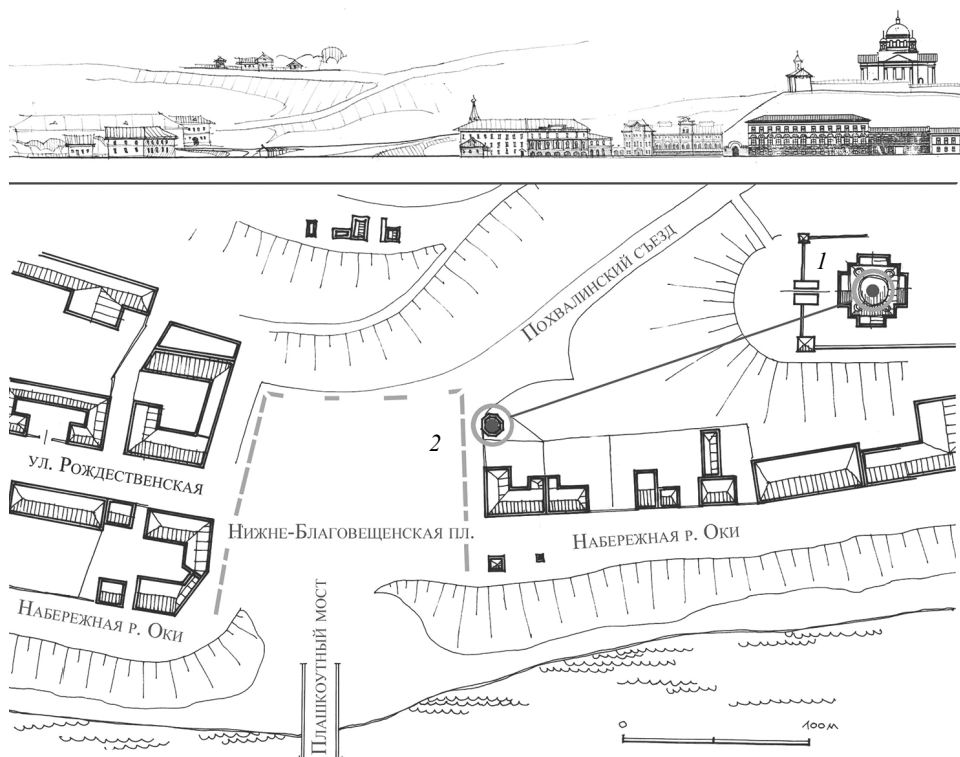 Похвалинский съезд
1
2
ул. Рождественская
Нижне-Благовещенская пл.
Набережная р. Оки
Набережная р. Оки
Плашкоутный мост
0 100м